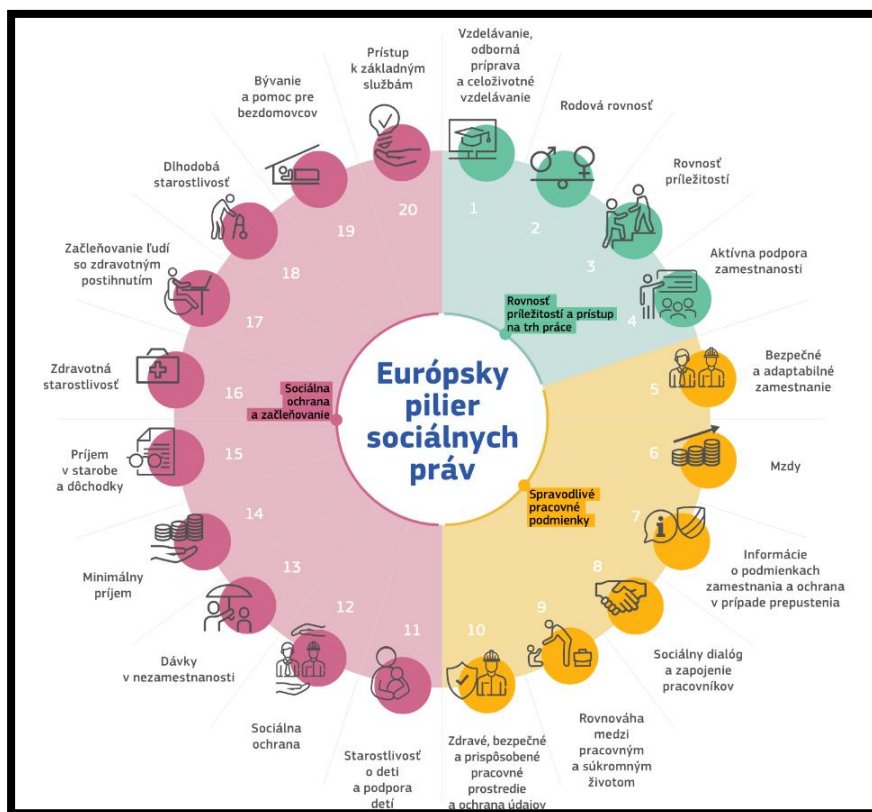 Európsky
pilier
sociálnych
práv
Rovnosť
príležitostí a prístup
na trh práce
Spravodlivé
pracovné
podmienky
Sociálna
ochrana
a začleňovanie
1
Vzdelávanie,
odborná
príprava
a celoživotné
vzdelávanie
2
Rodová rovnosť
3
Rovnosť
príležitostí
4
Aktívna podpora
zamestnanosti
5
Bezpečné
a adaptabilné
zamestnanie
6
Mzdy
7
Informácie
o podmienkach
zamestnania a ochrana
v prípade prepustenia
8
Sociálny dialóg
a zapojenie
pracovníkov
9
Rovnováha
medzi
pracovným
a súkromným
životom
10
Zdravé, bezpečné
a prispôsobené
pracovné
prostredie
a ochrana údajov
11
Starostlivosť
o deti
a podpora
detí
12
Sociálna
ochrana
13
Dávky
v nezamestnanosti
14
Minimálny
príjem
15
Príjem
v starobe
a dôchodky
16
Zdravotná
starostlivosť
17
Začleňovanie ľudí
so zdravotným
postihnutím
18
Dlhodobá
starostlivosť
19
Bývanie
a pomoc pre
bezdomovcov
20
Prístup
k základným
službám